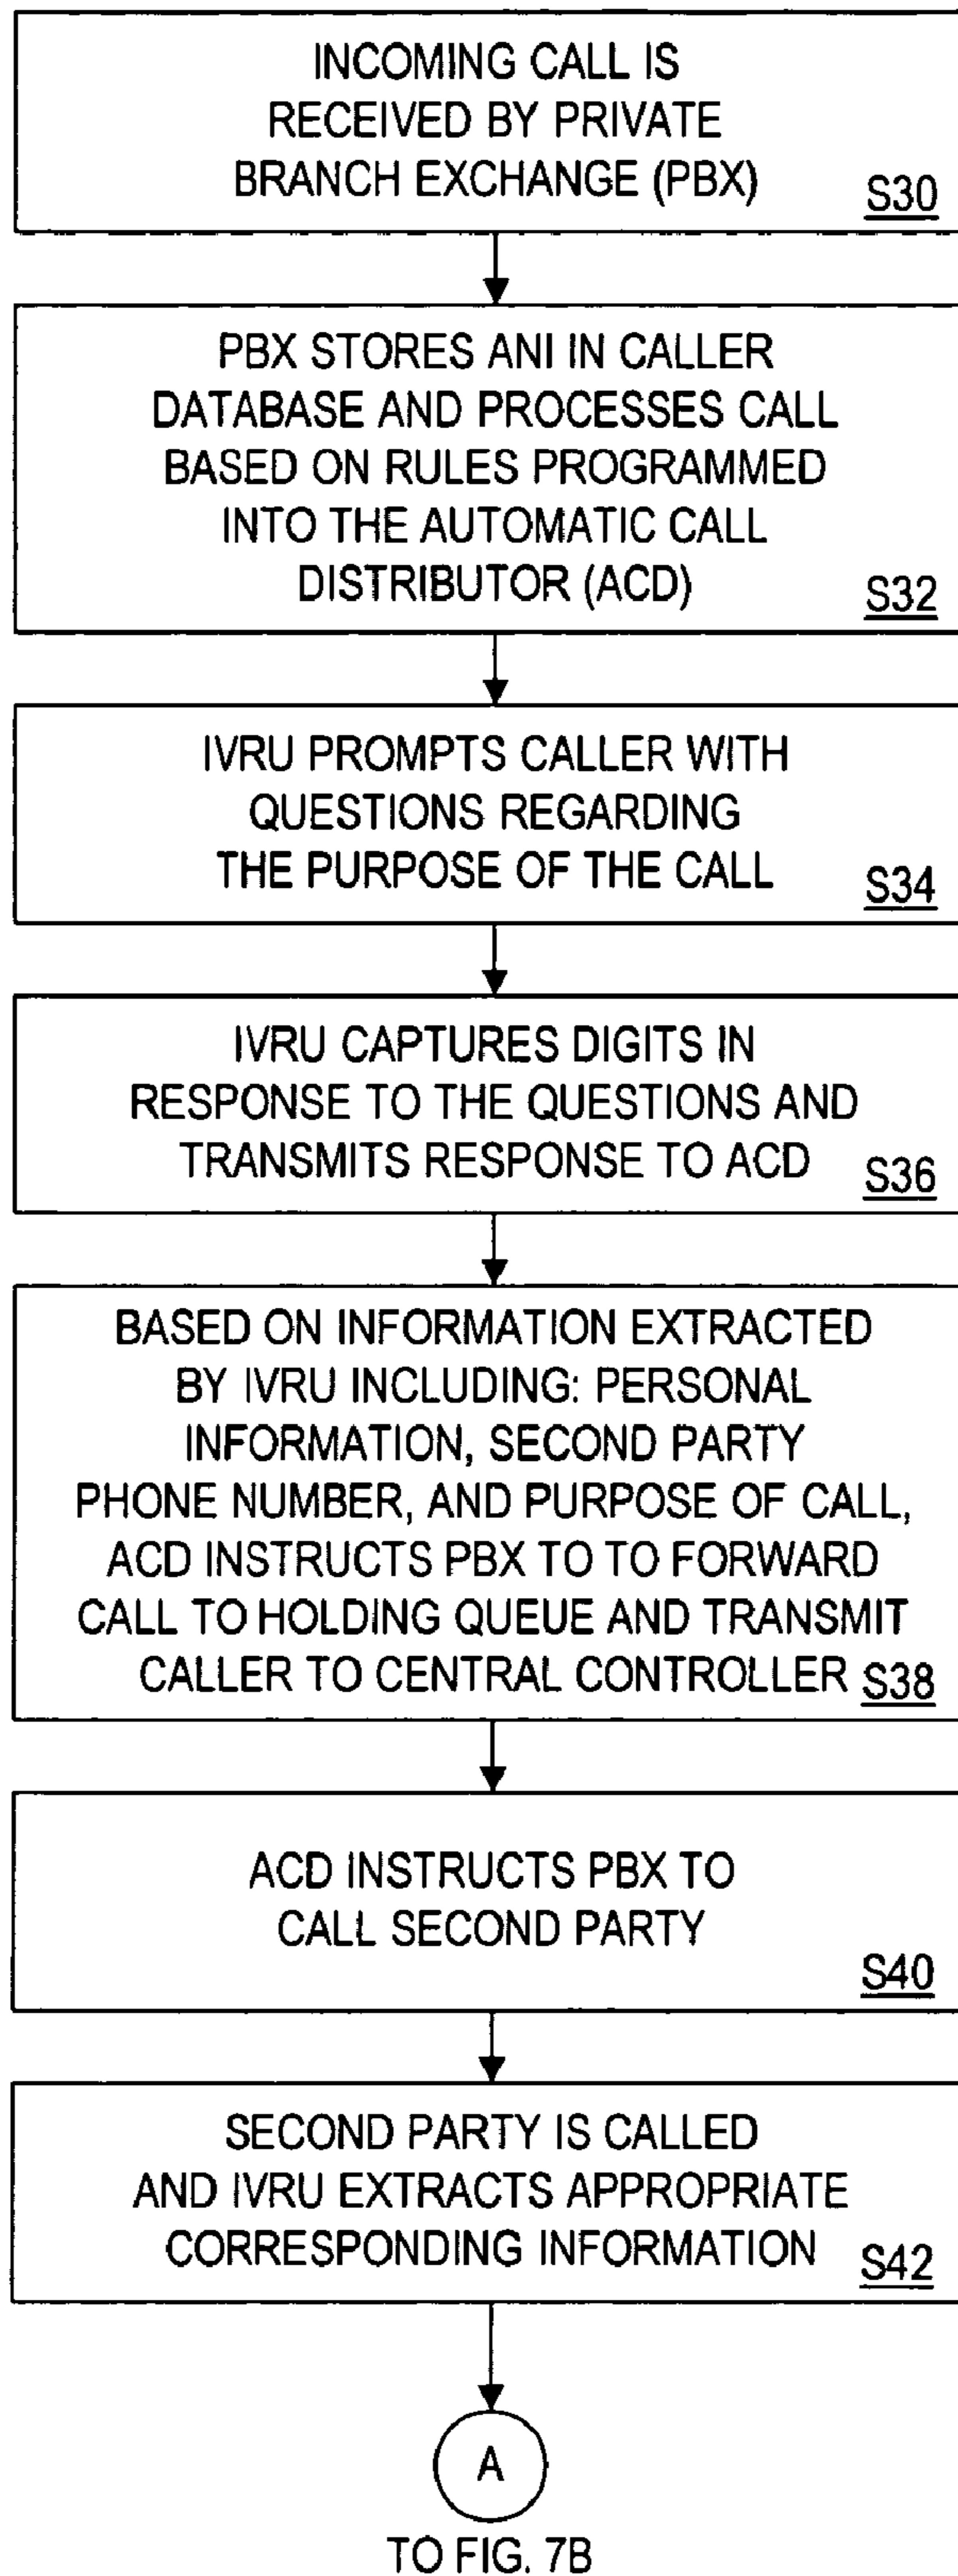 INCOMING CALL IS
RECEIVED BY PRIVATE
BRANCH EXCHANGE (PBX)
S30
PBX STORES ANI IN CALLER
DATABASE AND PROCESSES CALL
BASED ON RULES PROGRAMMED
INTO THE AUTOMATIC CALL
DISTRIBUTOR (ACD)
S32
IVRU PROMPTS CALLER WITH
QUESTIONS REGARDING
THE PURPOSE OF THE CALL
S34
IVRU CAPTURES DIGITS IN
RESPONSE TO THE QUESTIONS AND
TRANSMITS RESPONSE TO ACD
S36
BASED ON INFORMATION EXTRACTED
BY IVRU INCLUDING: PERSONAL
INFORMATION, SECOND PARTY
PHONE NUMBER, AND PURPOSE OF CALL,
ACD INSTRUCTS PBX TO TO FORWARD
CALL TO HOLDING QUEUE AND TRANSMIT
CALLER TO CENTRAL CONTROLLER S38
ACD INSTRUCTS PBX TO
CALL SECOND PARTY
S40
SECOND PARTY IS CALLED
AND IVRU EXTRACTS APPROPRIATE
CORRESPONDING INFORMATION
S42
A
TO FIG. 7B